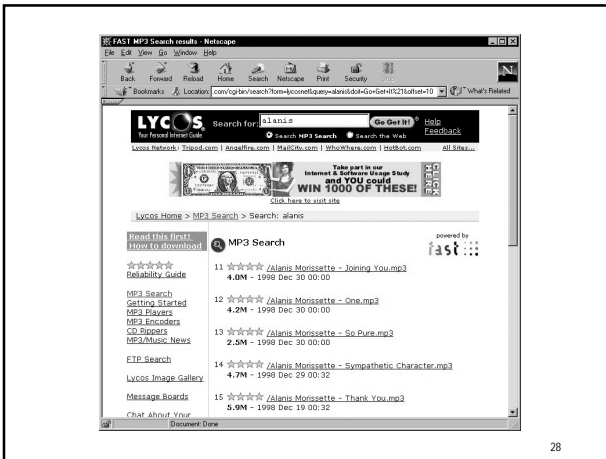 FAST MP3 Search results - Netscape
File Edit View Go Window Help
Back Forward Reload Home Search Netscape Print Security Stop
N
Bookmarks Location: .com/cgi-bin/search?form=lycosnet&query=alanis&doit=Go+Get+It%21&offset=10 What's Related
LYCOS
Your Personal Internet Guide
Search for: alanis Go Get It! Help
Feedback
Search MP3 Search Search the Web
Lycos Network: Tripod.com | Angelfire.com | MailCity.com | WhoWhere.com | HotBot.com All Sites...
Take part in our
Internet & Software Usage Study
and YOU could
WIN 1000 OF THESE!
Click here to visit site
Lycos Home > MP3 Search > Search: alanis
Read this first!
How to download
Reliability Guide
MP3 Search
Getting Started
MP3 Players
MP3 Encoders
CD Rippers
MP3/Music News
FTP Search
Lycos Image Gallery
Message Boards
Chat About Your
MP3 Search
powered by
fast
11 /Alanis Morissette - Joining You.mp3
4.0M - 1998 Dec 30 00:00
12 /Alanis Morissette - One.mp3
4.2M - 1998 Dec 30 00:00
13 /Alanis Morissette - So Pure.mp3
2.5M - 1998 Dec 30 00:00
14 /Alanis Morissette - Sympathetic Character.mp3
4.7M - 1998 Dec 29 00:32
15 /Alanis Morissette - Thank You.mp3
5.9M - 1998 Dec 19 00:32
Document: Done
28